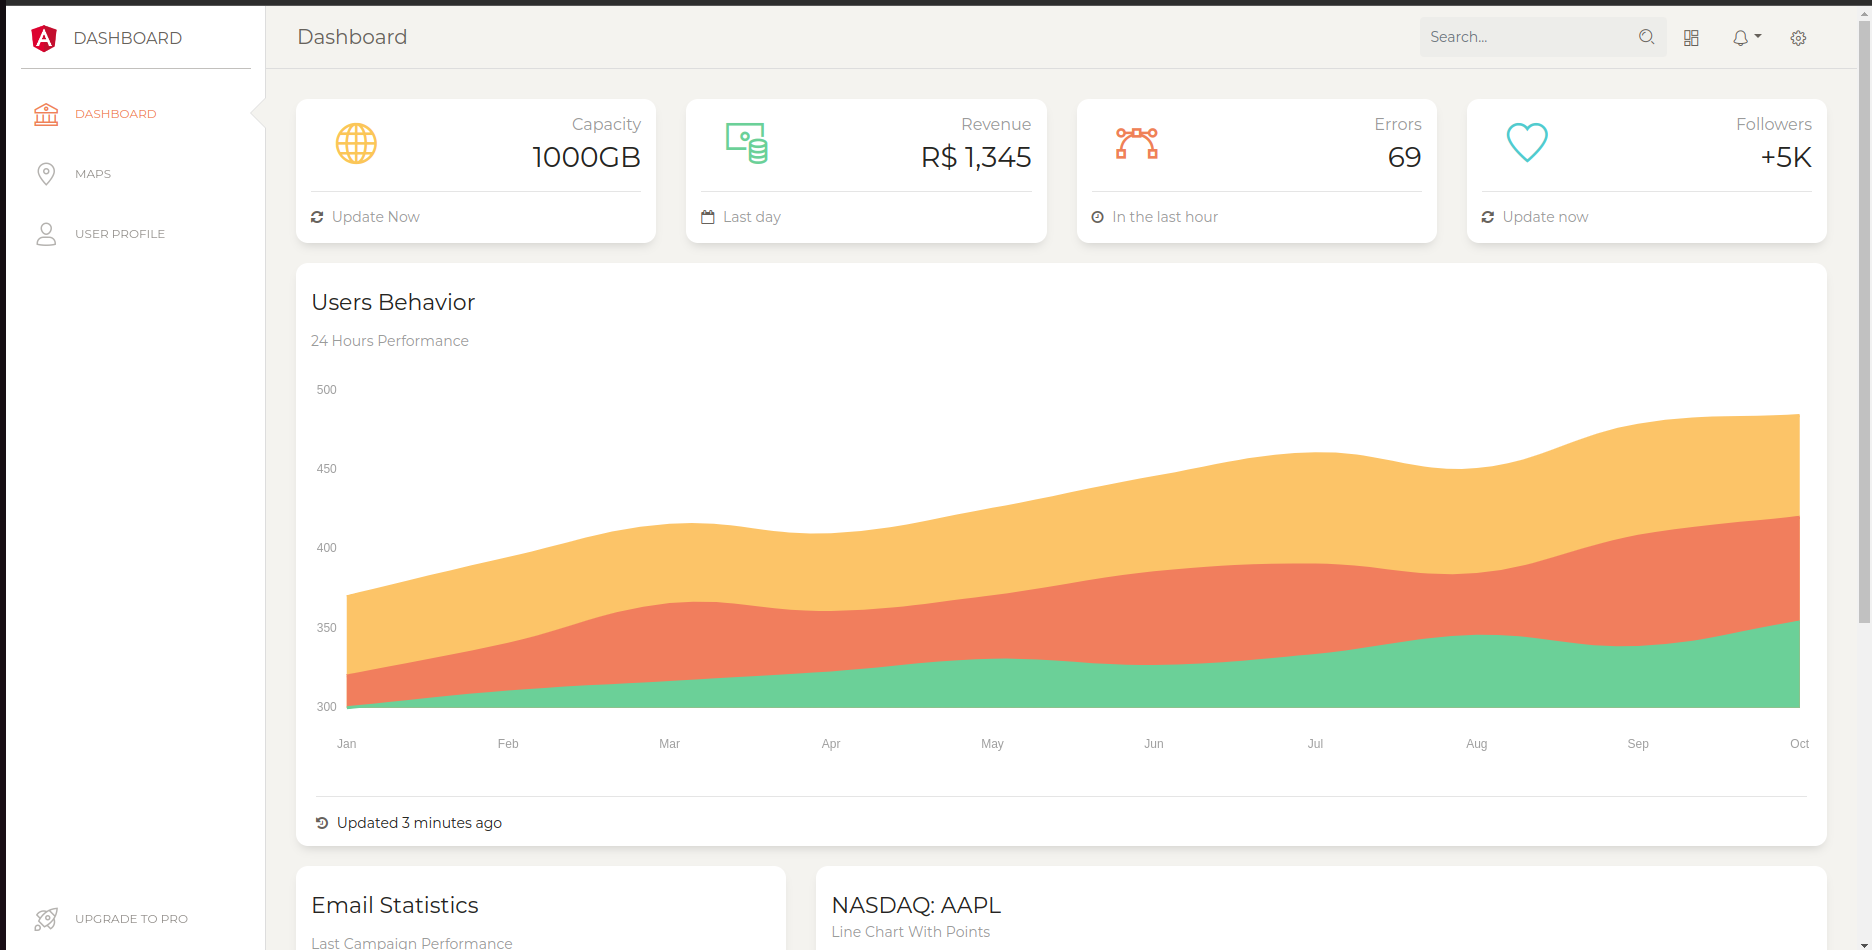 A DASHBOARD
Dashboard
Search...
DASHBOARD
MAPS
USER PROFILE
UPGRADE TO PRO
Capacity
1000GB
Update Now
Revenue
R$ 1,345
Last day
Errors
69
In the last hour
Followers
+5K
Update now
Users Behavior
24 Hours Performance
500
450
400
350
300
Jan Feb Mar Apr May Jun Jul Aug Sep Oct
Updated 3 minutes ago
Email Statistics
Last Campaign Performance
NASDAQ: AAPL
Line Chart With Points